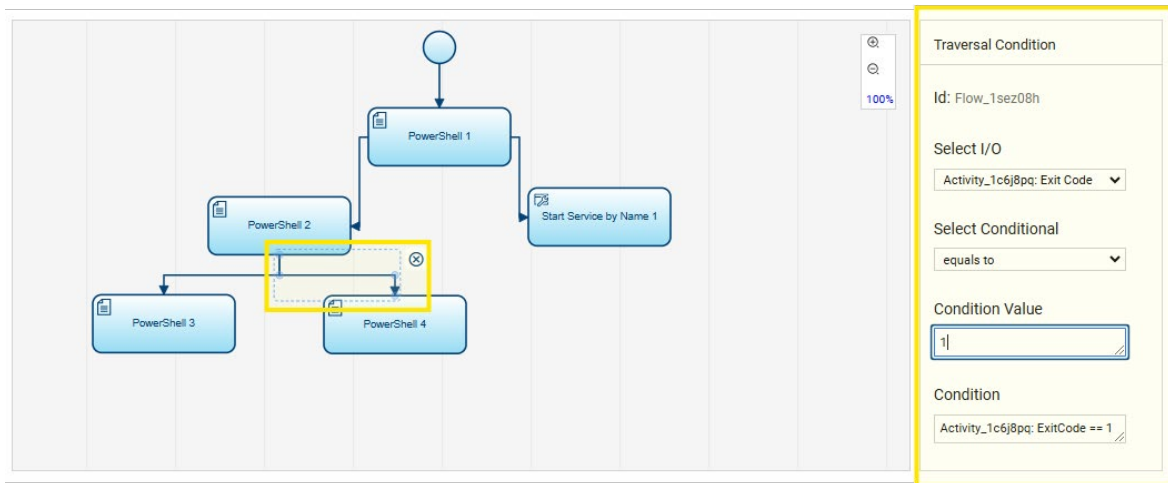 100%
PowerShell 1
PowerShell 2
Start Service by Name 1
PowerShell 3
PowerShell 4
Traversal Condition
Id: Flow_1sez08h
Select I/O
Activity_1c6j8pq: Exit Code
Select Conditional
equals to
Condition Value
1
Condition
Activity_1c6j8pq: ExitCode == 1